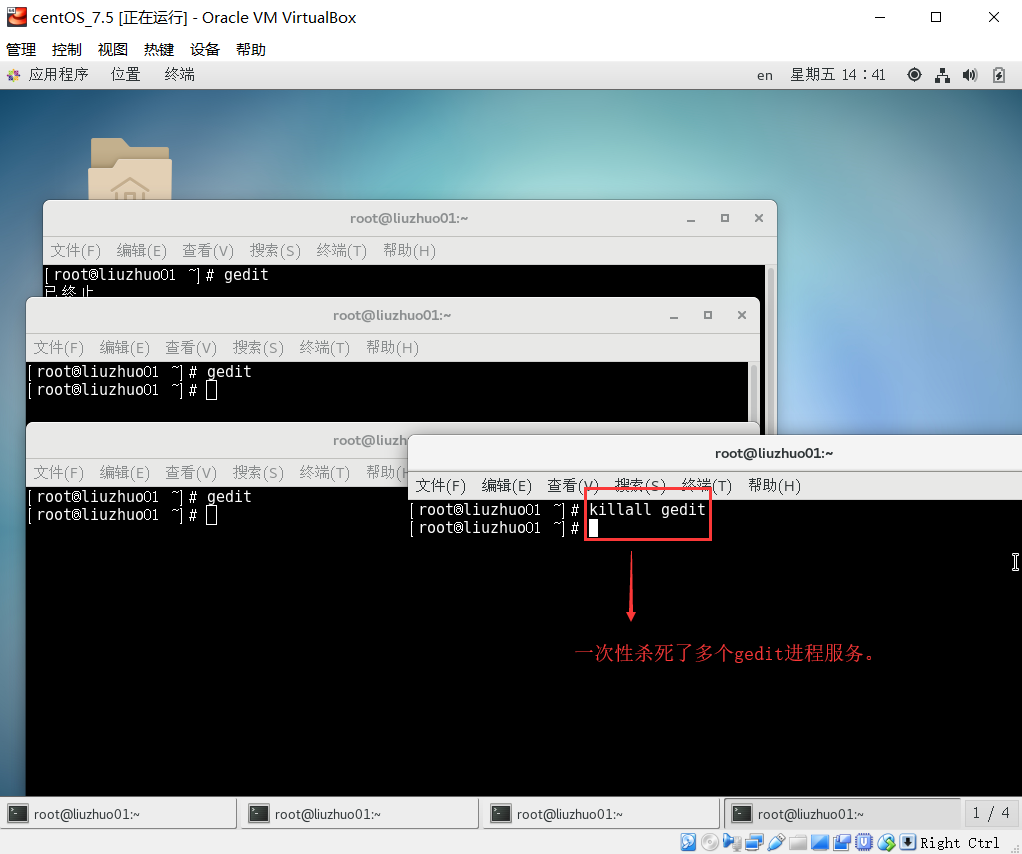 centOS_7.5 [正在运行] - Oracle VM VirtualBox
管理 控制 视图 热键 设备 帮助
应用程序 位置 终端 en 星期五 14：41
root@liuzhuo01:~
文件(F) 编辑(E) 查看(V) 搜索(S) 终端(T) 帮助(H)
[root@liuzhuo01 ~]# gedit
已终止
root@liuzhuo01:~
文件(F) 编辑(E) 查看(V) 搜索(S) 终端(T) 帮助(H)
[root@liuzhuo01 ~]# gedit
[root@liuzhuo01 ~]#
root@liuzh
文件(F) 编辑(E) 查看(V) 搜索(S) 终端(T) 帮助(H
[root@liuzhuo01 ~]# gedit
[root@liuzhuo01 ~]#
root@liuzhuo01:~
文件(F) 编辑(E) 查看(V) 搜索(S) 终端(T) 帮助(H)
[root@liuzhuo01 ~]# killall gedit
[root@liuzhuo01 ~]#
一次性杀死了多个gedit进程服务。
root@liuzhuo01:~ root@liuzhuo01:~ root@liuzhuo01:~ root@liuzhuo01:~ 1 / 4
Right Ctrl